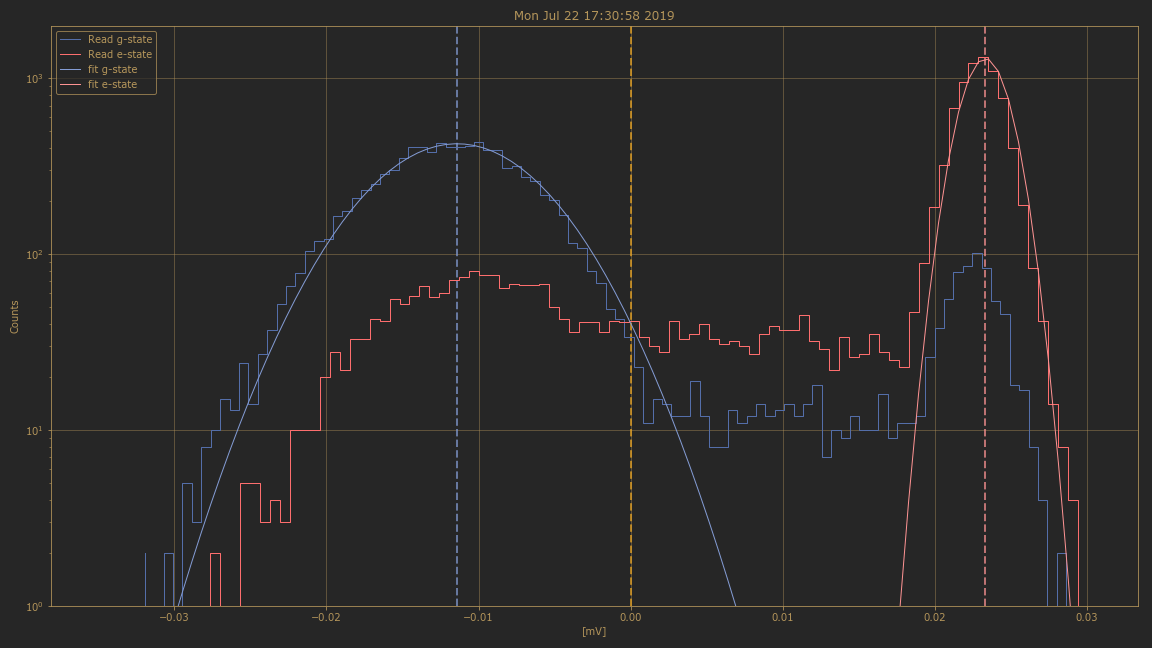 Mon Jul 22 17:30:58 2019
Read g-state
Read e-state
fit g-state
fit e-state
10³
10²
10¹
10⁰
Counts
−0.03 −0.02 −0.01 0.00 0.01 0.02 0.03
[mV]